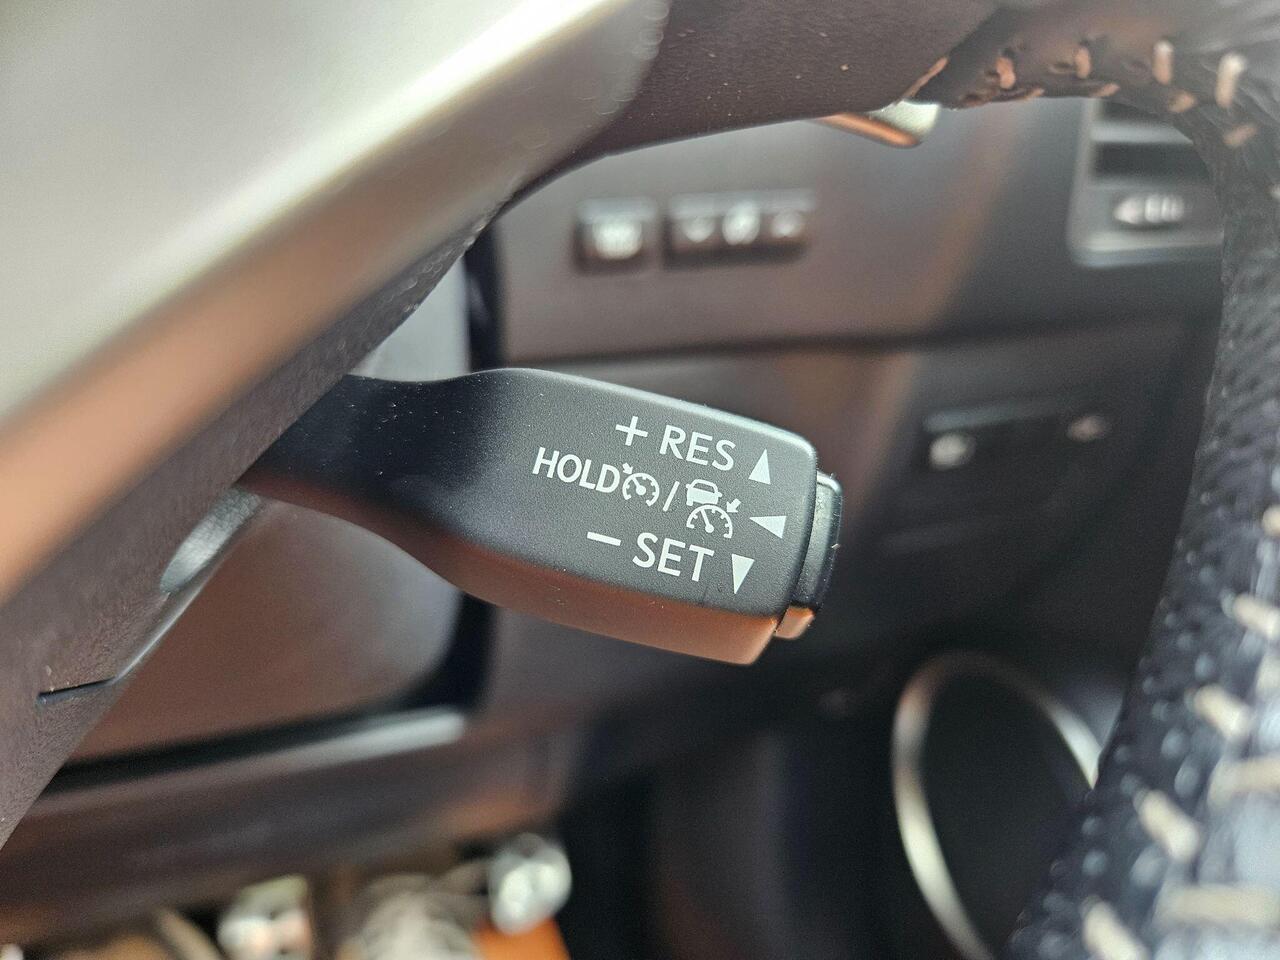 + RES
HOLD /
− SET